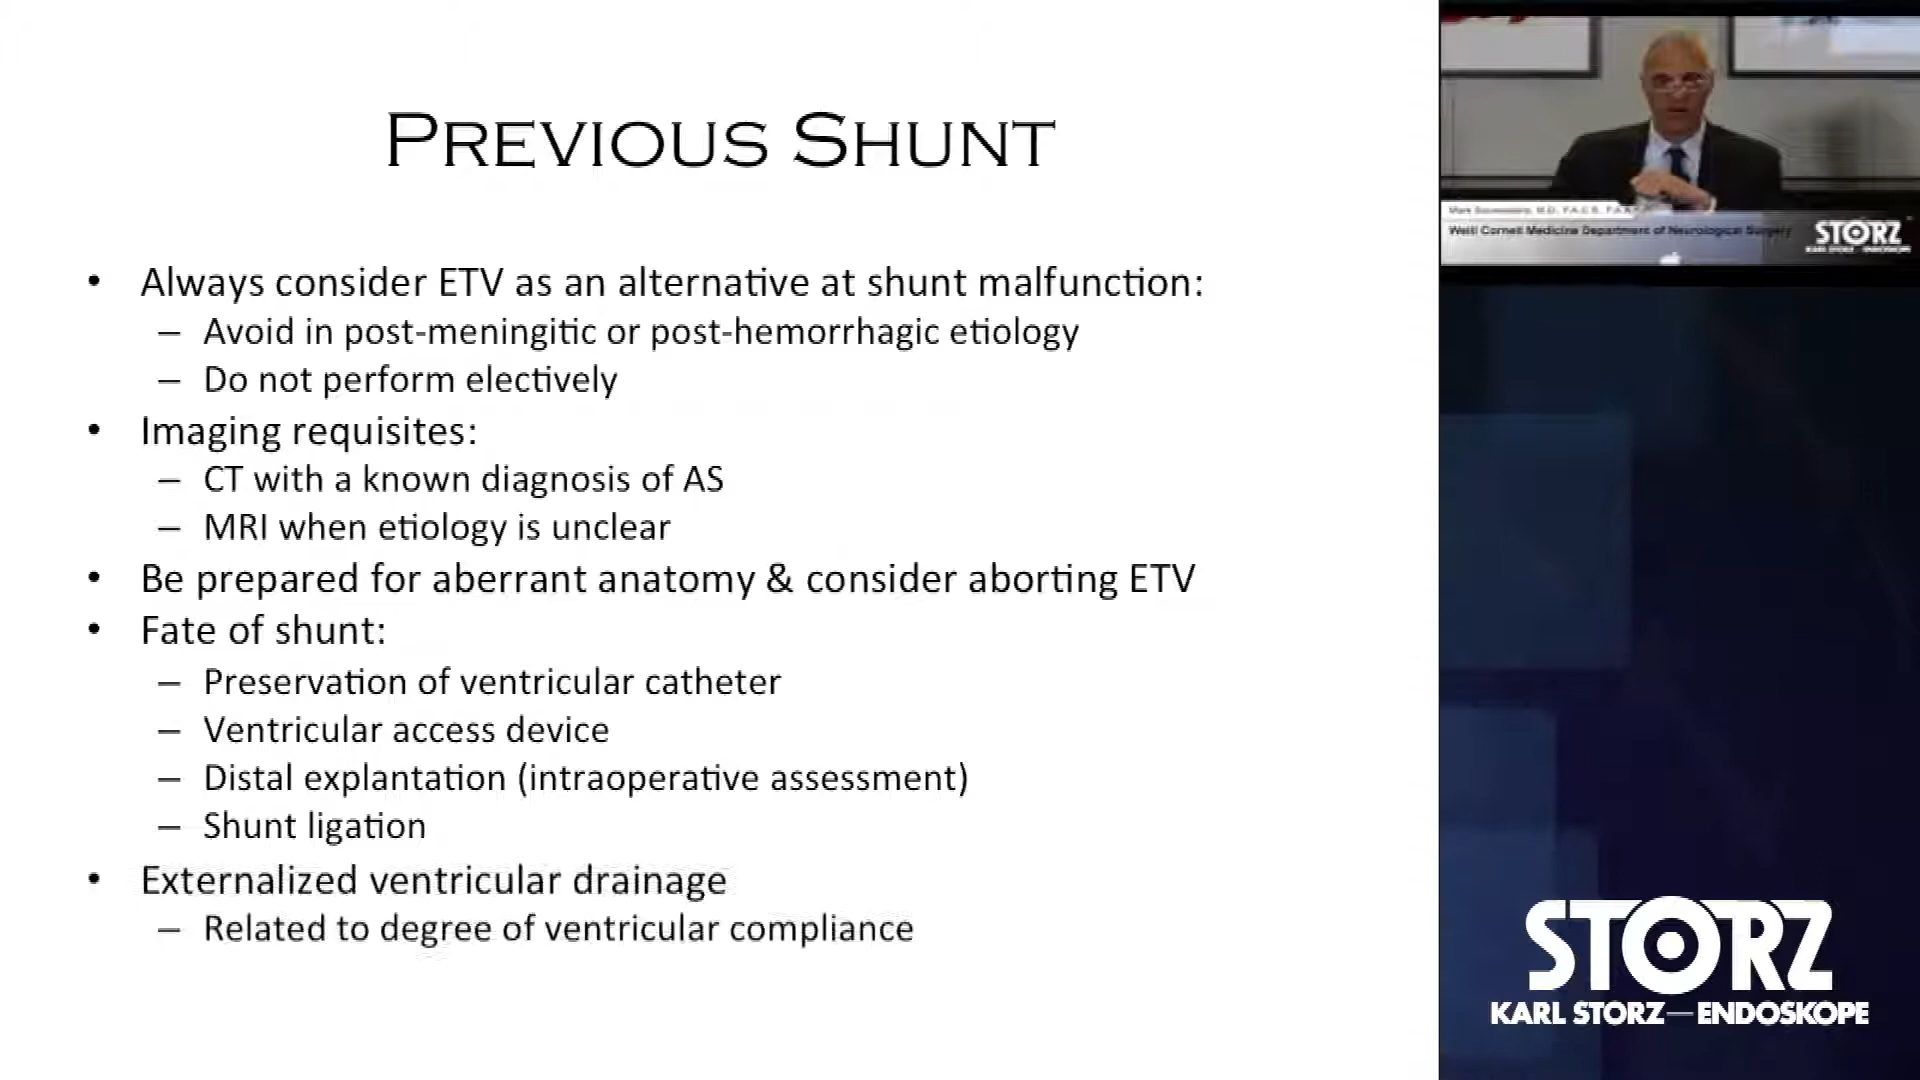 PREVIOUS SHUNT
• Always consider ETV as an alternative at shunt malfunction:
– Avoid in post-meningitic or post-hemorrhagic etiology
– Do not perform electively
• Imaging requisites:
– CT with a known diagnosis of AS
– MRI when etiology is unclear
• Be prepared for aberrant anatomy & consider aborting ETV
• Fate of shunt:
– Preservation of ventricular catheter
– Ventricular access device
– Distal explantation (intraoperative assessment)
– Shunt ligation
• Externalized ventricular drainage
– Related to degree of ventricular compliance
Weill Cornell Medicine Department of Neurological Surgery
STORZ
KARL STORZ—ENDOSKOPE
STORZ
KARL STORZ—ENDOSKOPE